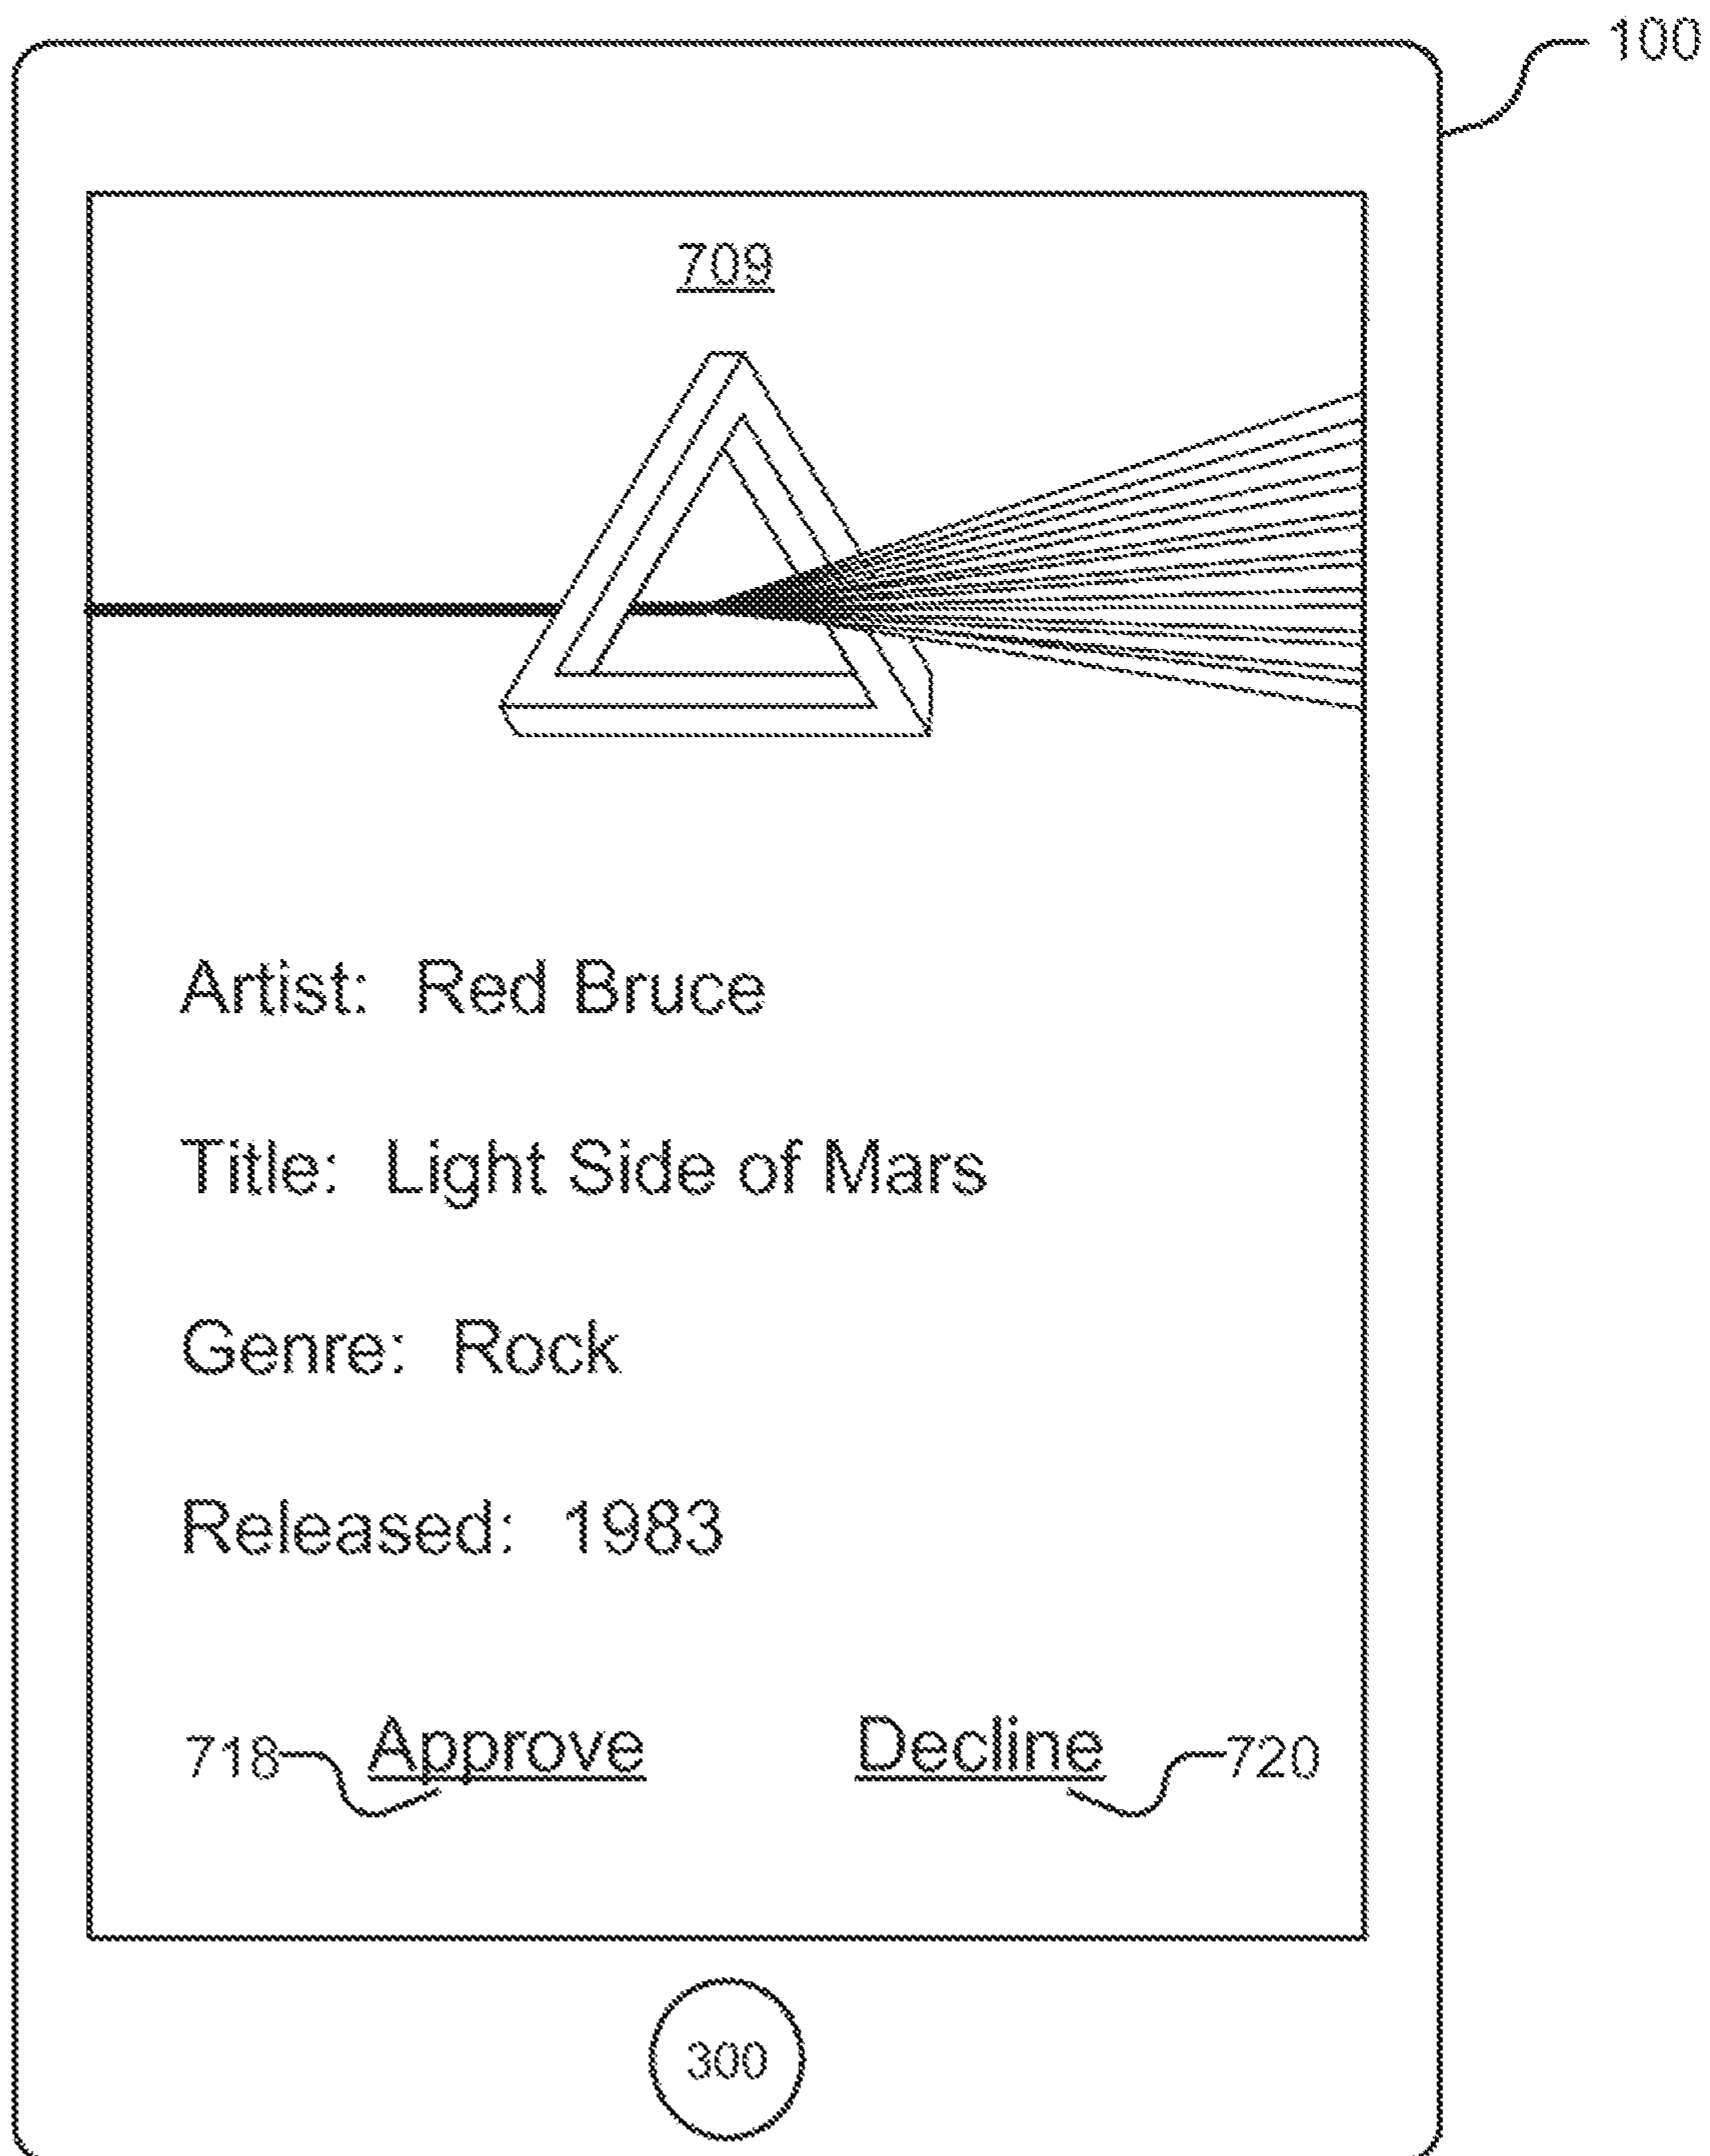 100
709
Artist: Red Bruce
Title: Light Side of Mars
Genre: Rock
Released: 1983
718 Approve Decline 720
300